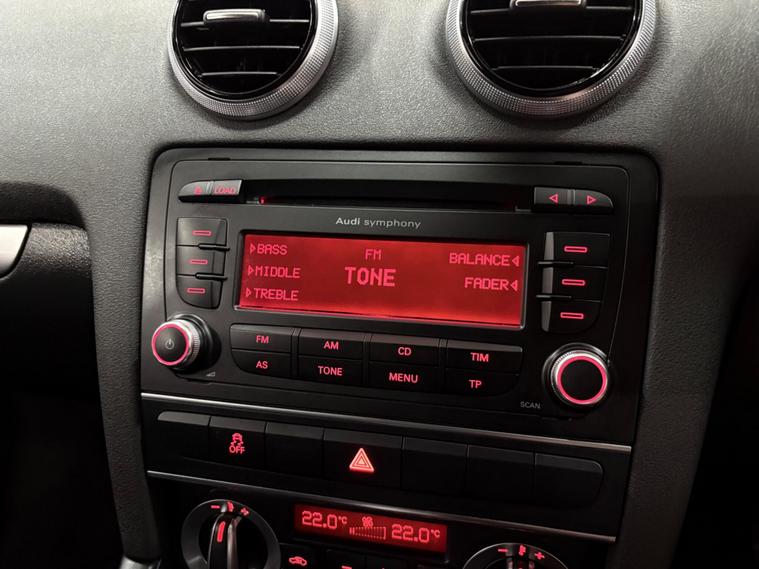 LOAD
Audi symphony
BASS FM BALANCE
MIDDLE TONE FADER
TREBLE
FM AM CD TIM
AS TONE MENU TP
SCAN
OFF
22.0°C 22.0°C